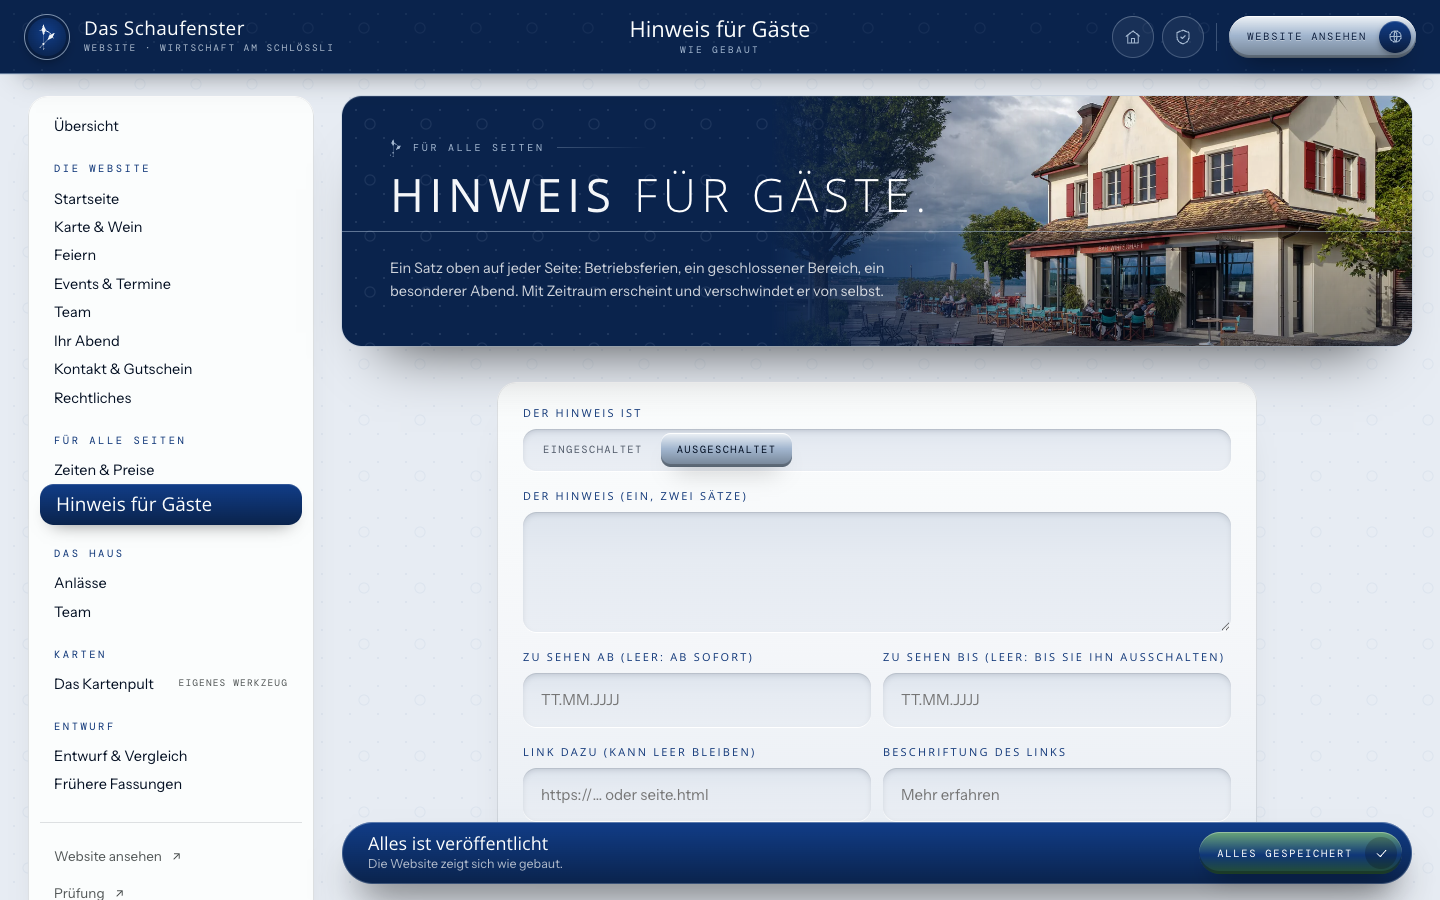 Das Schaufenster
WEBSITE · WIRTSCHAFT AM SCHLÖSSLI
Hinweis für Gäste
WIE GEBAUT
WEBSITE ANSEHEN
Übersicht
DIE WEBSITE
Startseite
Karte & Wein
Feiern
Events & Termine
Team
Ihr Abend
Kontakt & Gutschein
Rechtliches
FÜR ALLE SEITEN
Zeiten & Preise
Hinweis für Gäste
DAS HAUS
Anlässe
Team
KARTEN
Das Kartenpult EIGENES WERKZEUG
ENTWURF
Entwurf & Vergleich
Frühere Fassungen
Website ansehen
Prüfung
FÜR ALLE SEITEN
HINWEIS FÜR GÄSTE.
Ein Satz oben auf jeder Seite: Betriebsferien, ein geschlossener Bereich, ein
besonderer Abend. Mit Zeitraum erscheint und verschwindet er von selbst.
DER HINWEIS IST
EINGESCHALTET AUSGESCHALTET
DER HINWEIS (EIN, ZWEI SÄTZE)
ZU SEHEN AB (LEER: AB SOFORT) ZU SEHEN BIS (LEER: BIS SIE IHN AUSSCHALTEN)
TT.MM.JJJJ TT.MM.JJJJ
LINK DAZU (KANN LEER BLEIBEN) BESCHRIFTUNG DES LINKS
https://... oder seite.html Mehr erfahren
Alles ist veröffentlicht
Die Website zeigt sich wie gebaut.
ALLES GESPEICHERT